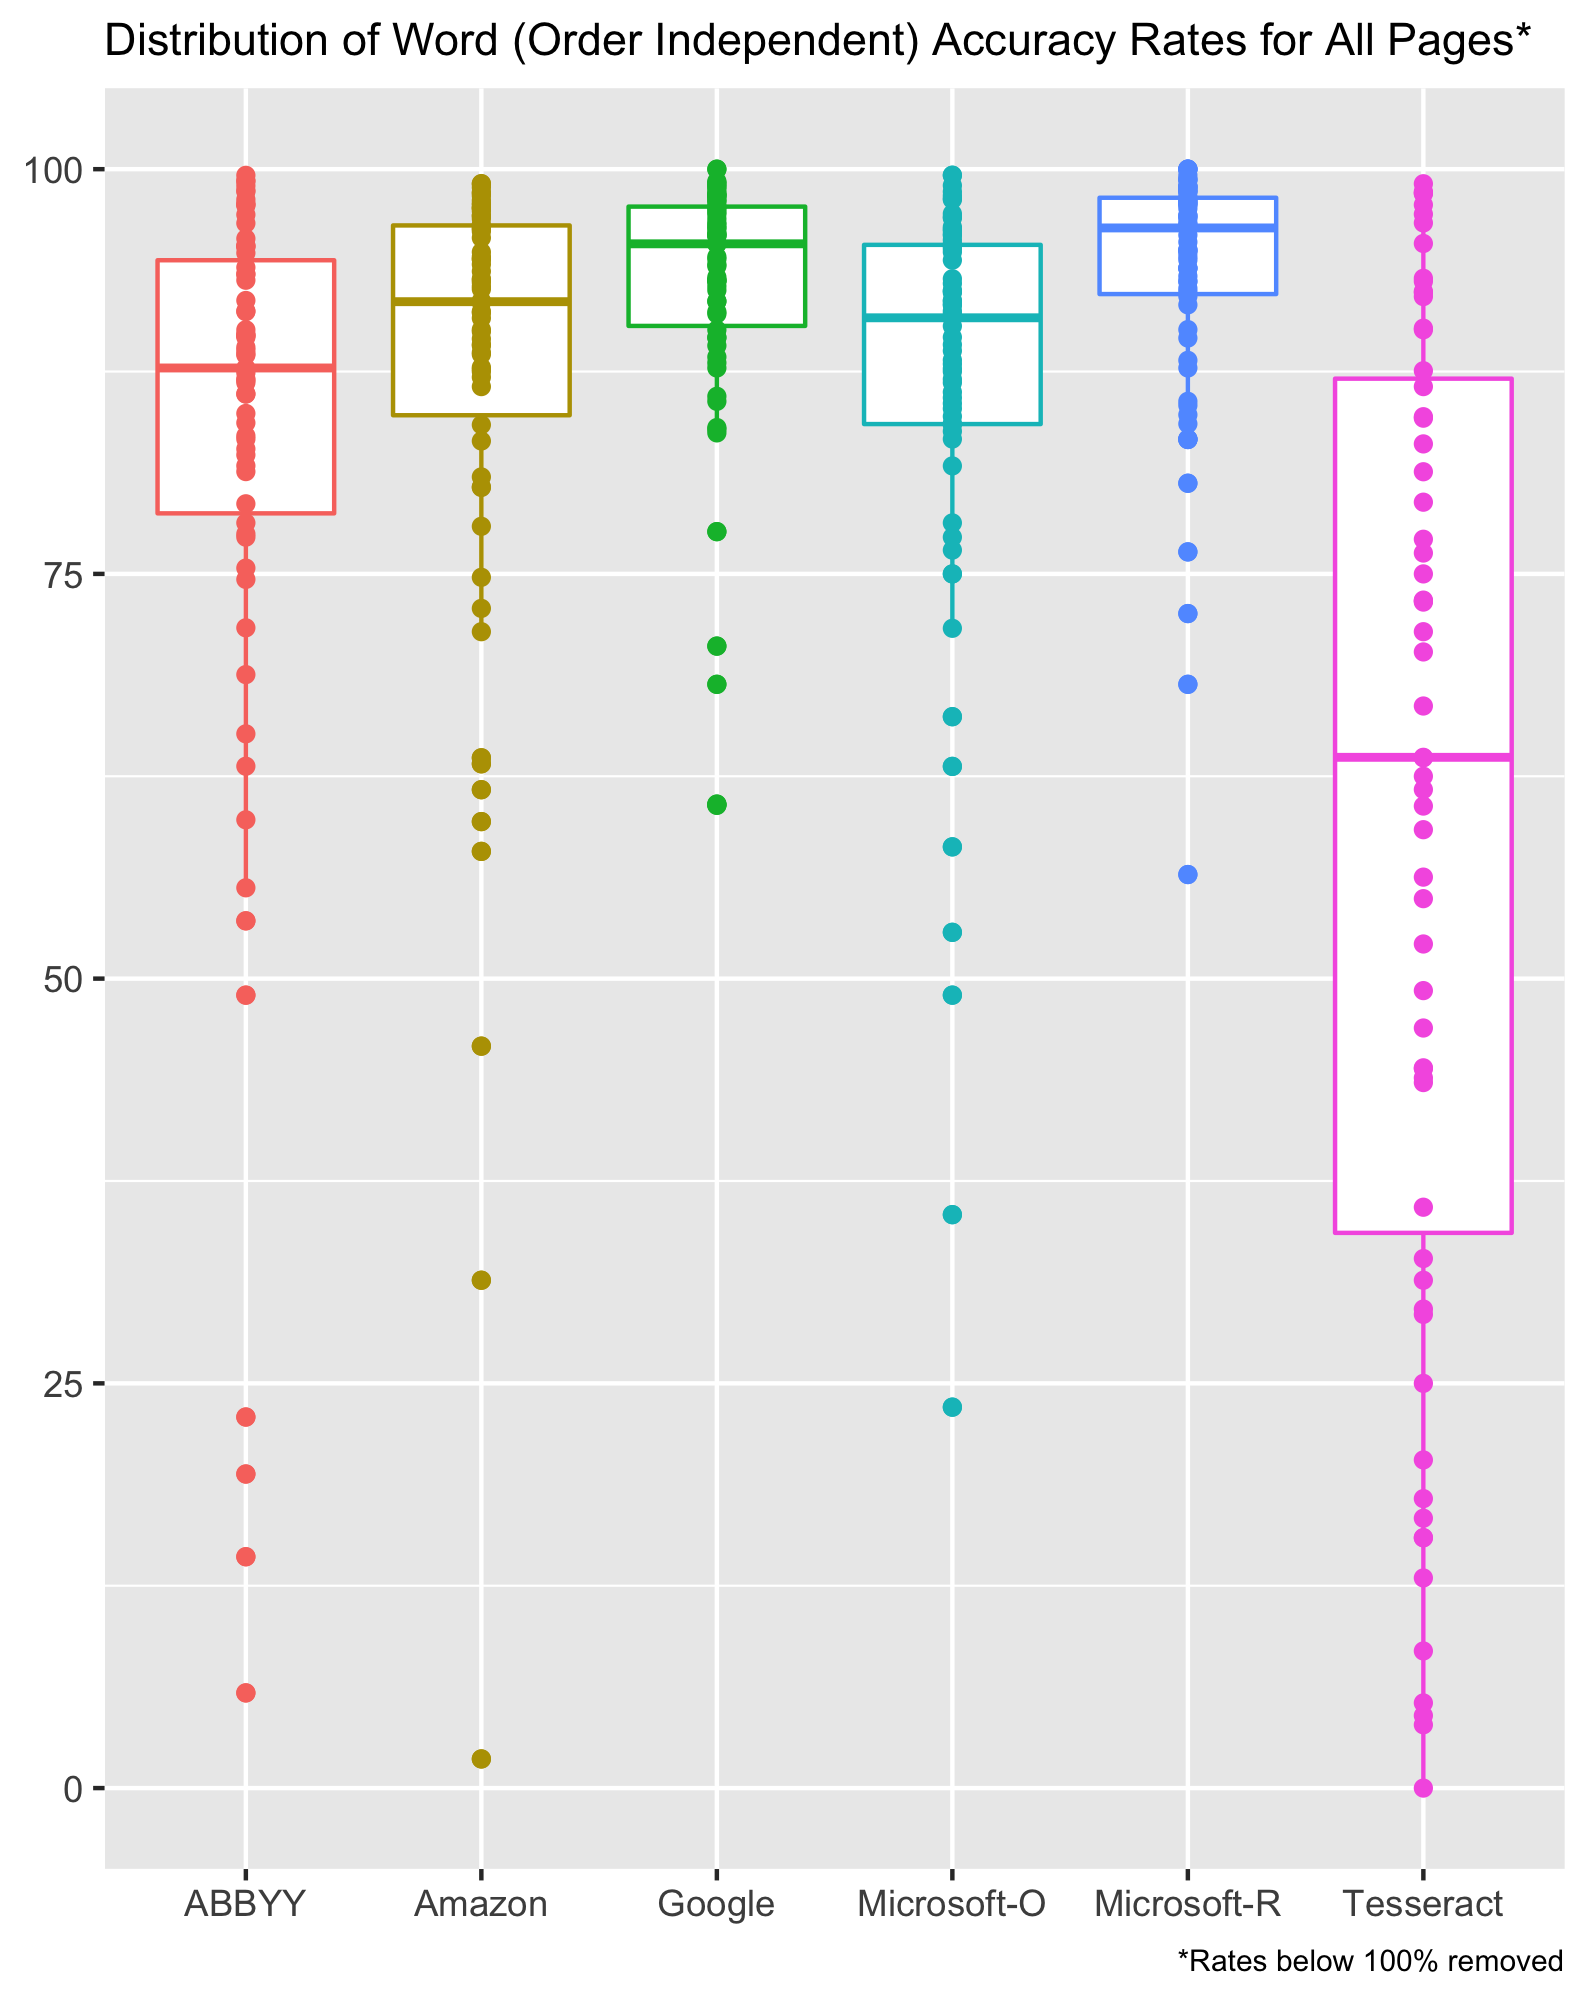 Distribution of Word (Order Independent) Accuracy Rates for All Pages*
100
75
50
25
0
ABBYY Amazon Google Microsoft-O Microsoft-R Tesseract
*Rates below 100% removed